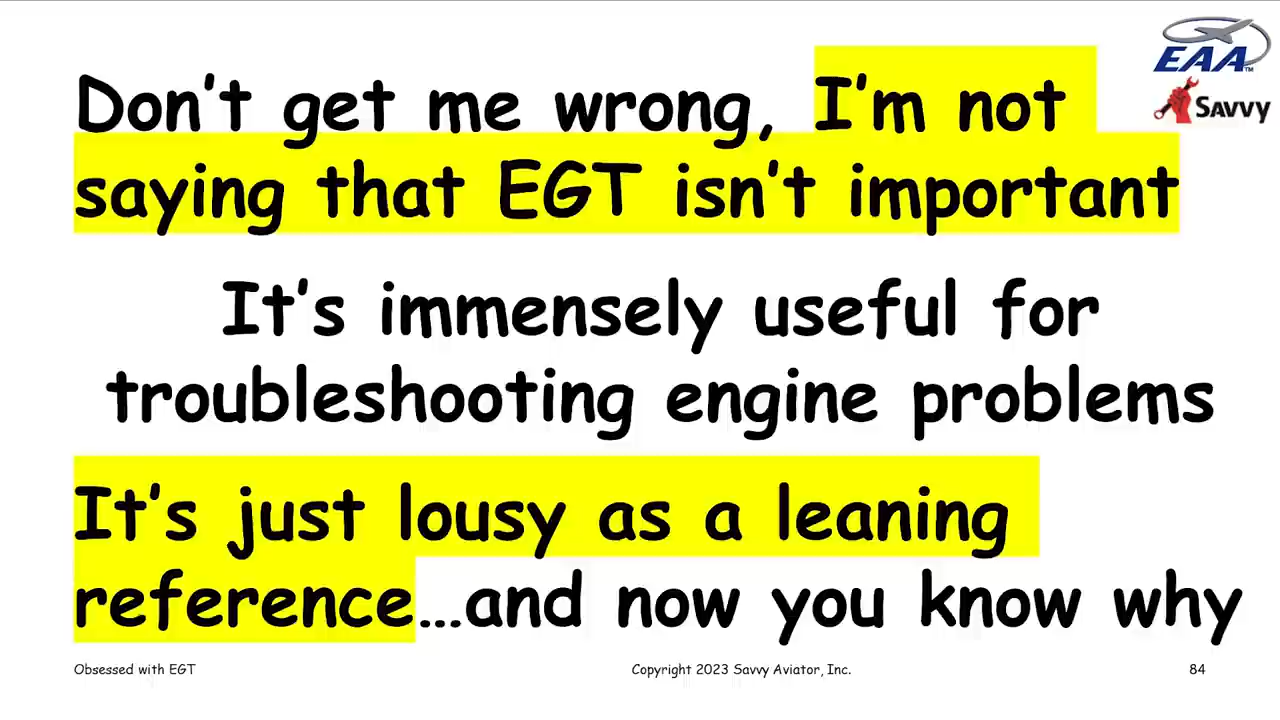 EAA™
Savvy
Don't get me wrong, I'm not
saying that EGT isn't important
It's immensely useful for
troubleshooting engine problems
It's just lousy as a leaning
reference…and now you know why
Obsessed with EGT
Copyright 2023 Savvy Aviator, Inc.
84